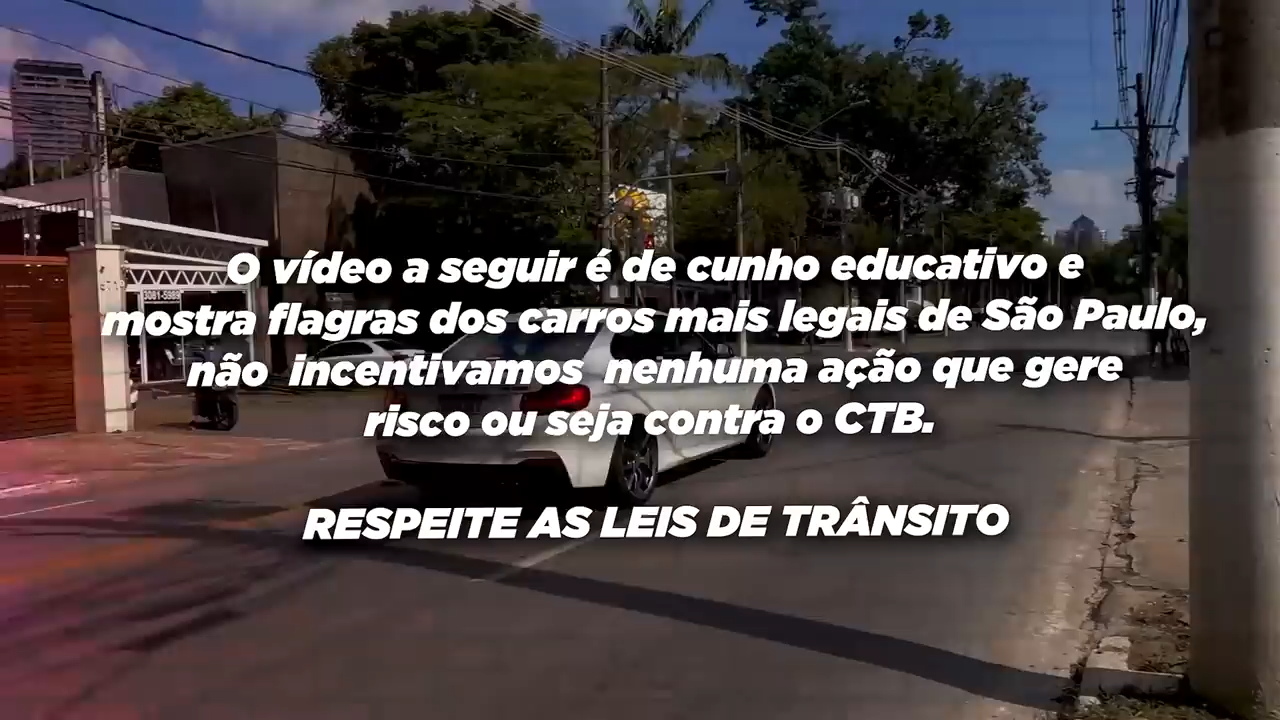 O vídeo a seguir é de cunho educativo e
mostra flagras dos carros mais legais de São Paulo,
não incentivamos nenhuma ação que gere
risco ou seja contra o CTB.
RESPEITE AS LEIS DE TRÂNSITO
3081-5989